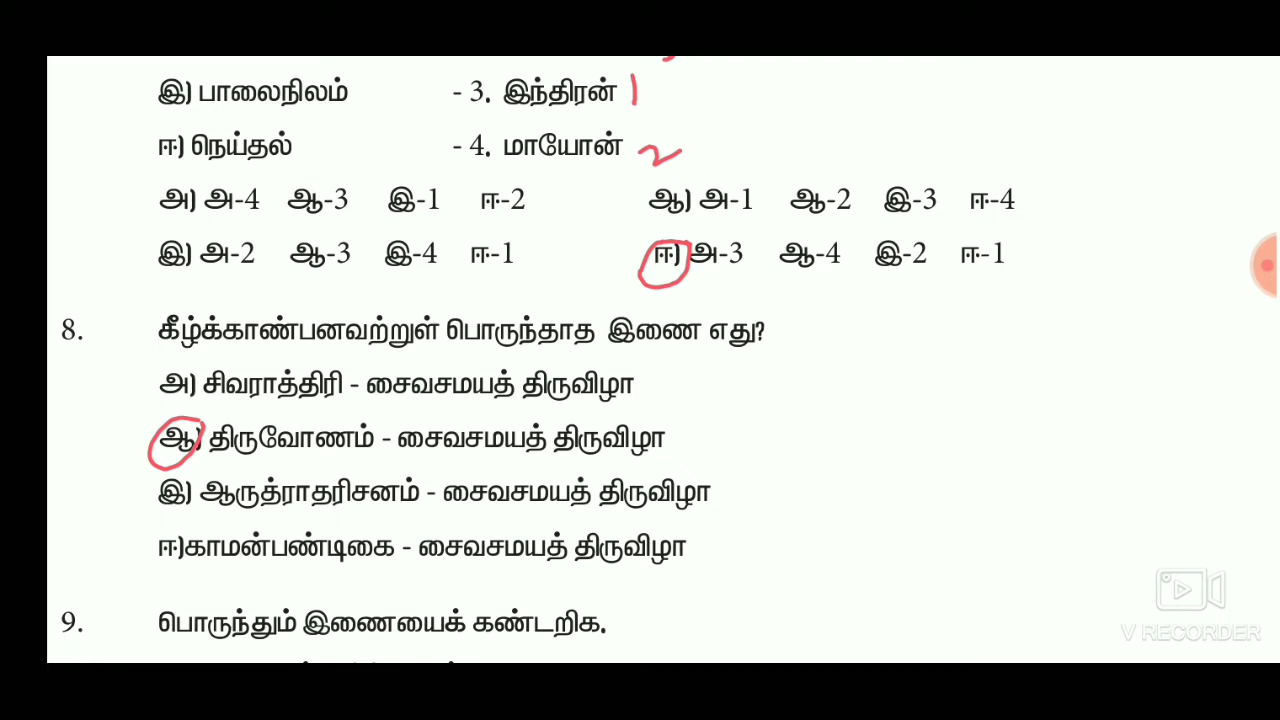 இ) பாலைநிலம் - 3. இந்திரன் 1
ஈ) நெய்தல் - 4. மாயோன் 2
அ) அ-4 ஆ-3 இ-1 ஈ-2 ஆ) அ-1 ஆ-2 இ-3 ஈ-4
இ) அ-2 ஆ-3 இ-4 ஈ-1 ஈ) அ-3 ஆ-4 இ-2 ஈ-1
8. கீழ்க்காண்பனவற்றுள் பொருந்தாத இணை எது?
அ) சிவராத்திரி - சைவசமயத் திருவிழா
ஆ) திருவோணம் - சைவசமயத் திருவிழா
இ) ஆருத்ராதரிசனம் - சைவசமயத் திருவிழா
ஈ)காமன்பண்டிகை - சைவசமயத் திருவிழா
9. பொருந்தும் இணையைக் கண்டறிக.
V RECORDER